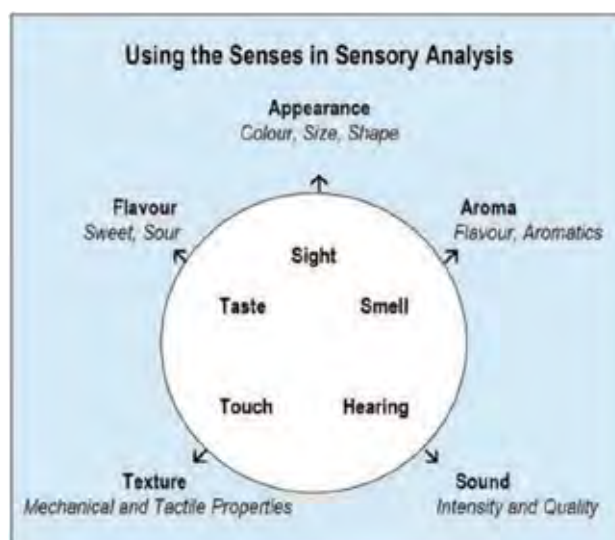 Using the Senses in Sensory Analysis
Appearance
Colour, Size, Shape
Flavour
Sweet, Sour
Aroma
Flavour, Aromatics
Sight
Taste
Smell
Touch
Hearing
Texture
Mechanical and Tactile Properties
Sound
Intensity and Quality